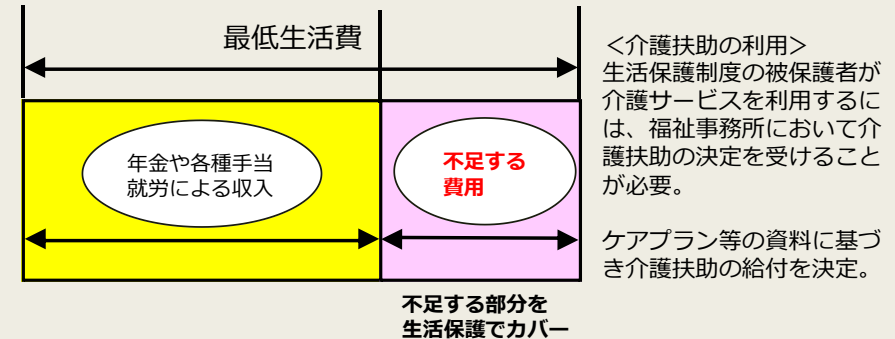 最低生活費
年金や各種手当
就労による収入
不足する
費用
不足する部分を
生活保護でカバー
＜介護扶助の利用＞
生活保護制度の被保護者が
介護サービスを利用するに
は、福祉事務所において介
護扶助の決定を受けること
が必要。
ケアプラン等の資料に基づ
き介護扶助の給付を決定。